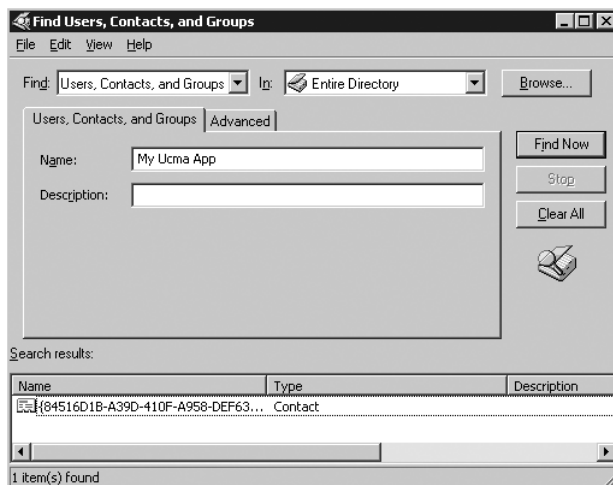 Find Users, Contacts, and Groups
File Edit View Help
Find: Users, Contacts, and Groups In: Entire Directory Browse...
Users, Contacts, and Groups Advanced
Find Now
Name: My Ucma App
Stop
Description:
Clear All
Search results:
Name Type Description
{84516D1B-A39D-410F-A958-DEF63... Contact
1 item(s) found